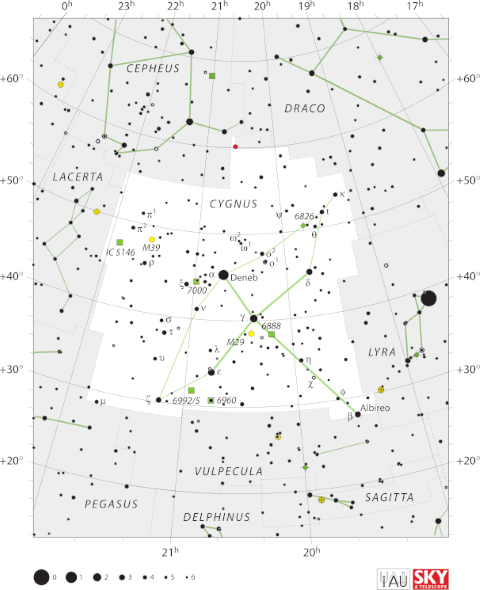 0h 23h 22h 21h 20h 19h 18h 17h
CEPHEUS
+60° +60°
DRACO
LACERTA
+50° +50°
κ
CYGNUS
π¹ ψ 6826 ι
π² θ
IC 5146 M39 ω² ω¹
ρ ο² ο¹
+40° α Deneb δ +40°
ξ 7000
ν
σ γ 6888
τ M29
λ LYRA
υ η
+30° ε χ +30°
μ ζ 6992/5 6960 φ Albireo
β
+20° +20°
VULPECULA
PEGASUS SAGITTA
DELPHINUS
21h 20h
0 1 2 3 4 5 6
IAU SKY
& TELESCOPE